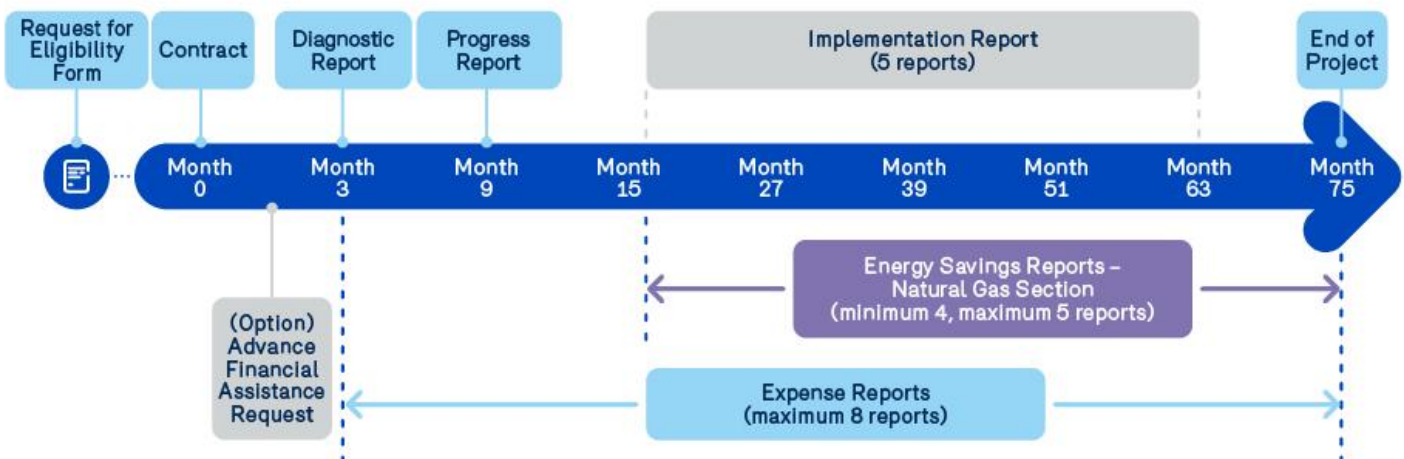 Request for
Eligibility
Form
Contract
Diagnostic
Report
Progress
Report
Implementation Report
(5 reports)
End of
Project
Month
0
Month
3
Month
9
Month
15
Month
27
Month
39
Month
51
Month
63
Month
75
(Option)
Advance
Financial
Assistance
Request
Energy Savings Reports –
Natural Gas Section
(minimum 4, maximum 5 reports)
Expense Reports
(maximum 8 reports)